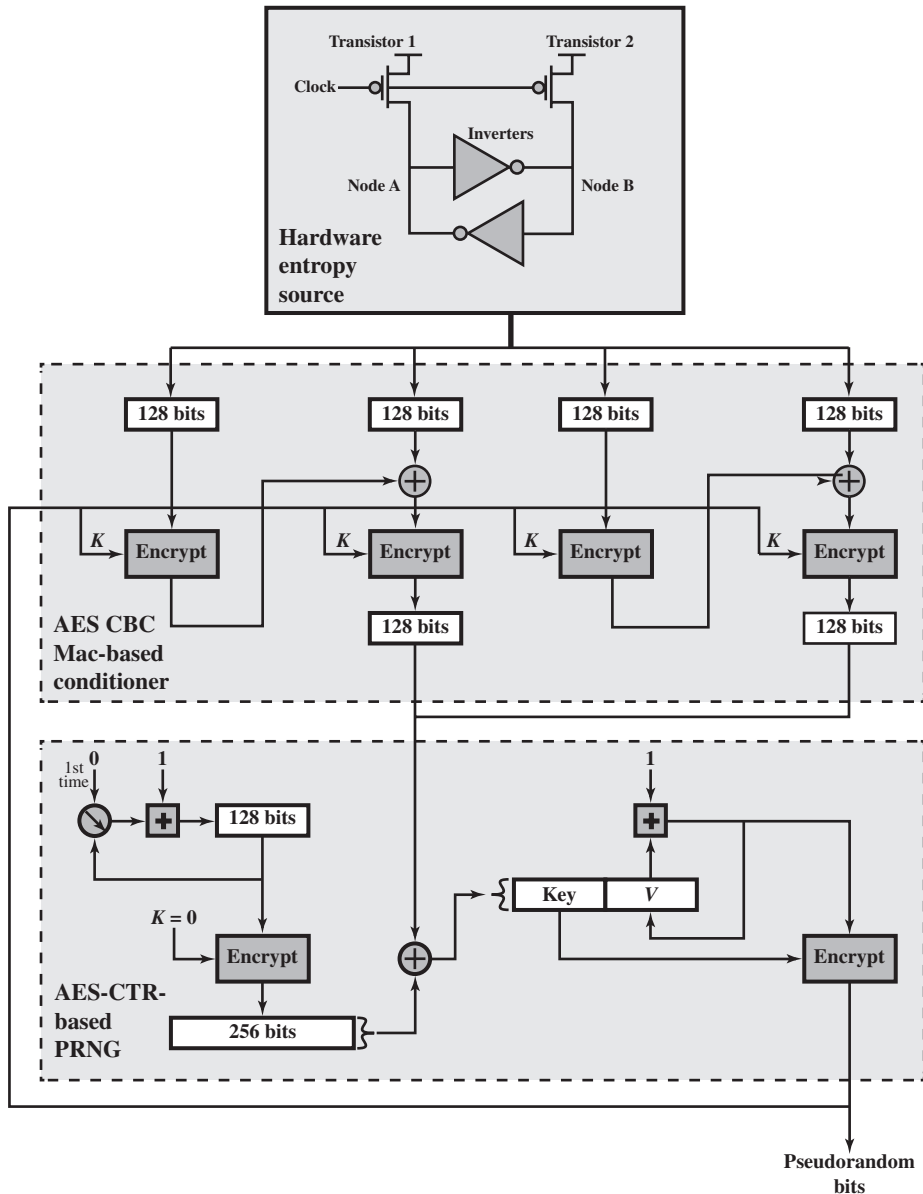 Transistor 1
Transistor 2
Clock
Inverters
Node A
Node B
Hardware
entropy
source
128 bits
128 bits
128 bits
128 bits
K
K
K
K
Encrypt
Encrypt
Encrypt
Encrypt
128 bits
128 bits
AES CBC
Mac-based
conditioner
0
1
1
1st
time
128 bits
Key
V
K = 0
Encrypt
Encrypt
AES-CTR-
based
PRNG
256 bits
Pseudorandom
bits